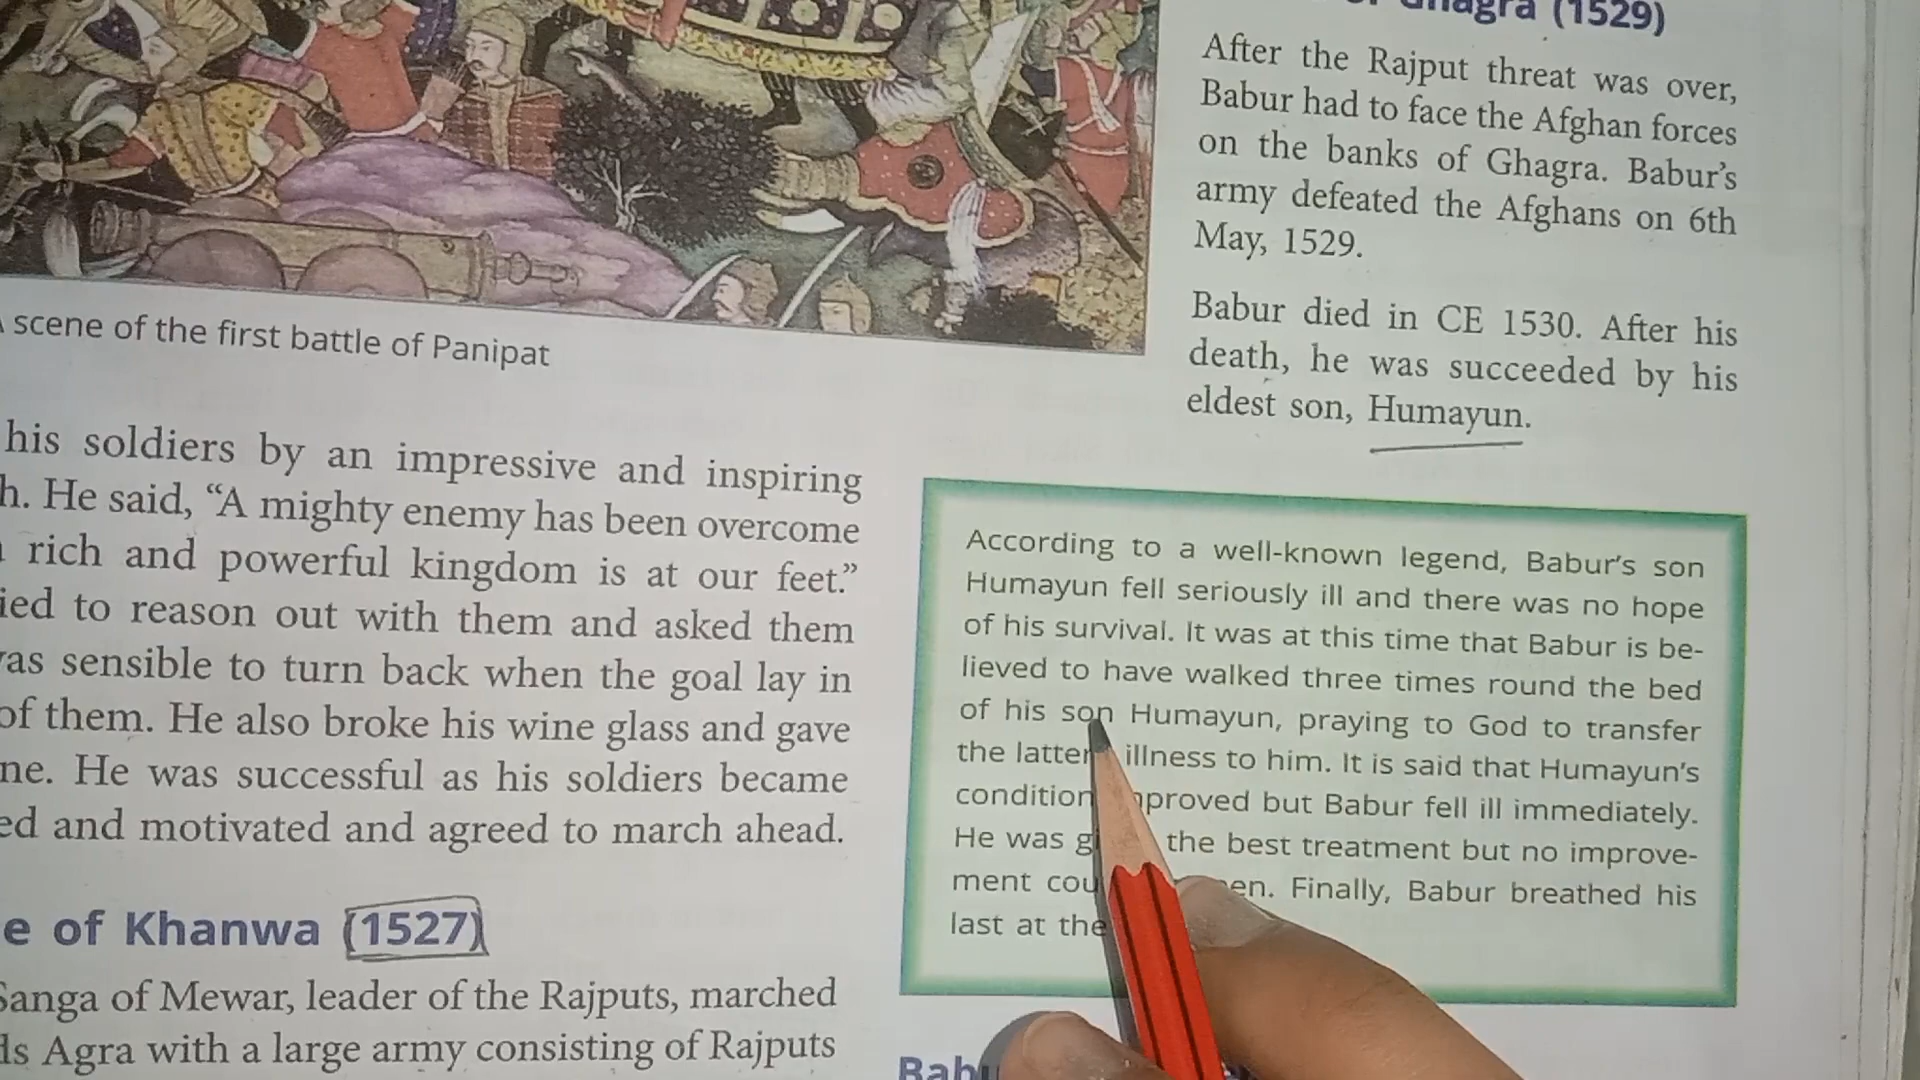 Ghagra (1529)
After the Rajput threat was over,
Babur had to face the Afghan forces
on the banks of Ghagra. Babur's
army defeated the Afghans on 6th
May, 1529.
Babur died in CE 1530. After his
death, he was succeeded by his
eldest son, Humayun.
scene of the first battle of Panipat
his soldiers by an impressive and inspiring
He said, “A mighty enemy has been overcome
rich and powerful kingdom is at our feet.”
to reason out with them and asked them
sensible to turn back when the goal lay in
of them. He also broke his wine glass and gave
He was successful as his soldiers became
and motivated and agreed to march ahead.
of Khanwa (1527)
Sanga of Mewar, leader of the Rajputs, marched
Agra with a large army consisting of Rajputs
According to a well-known legend, Babur's son
Humayun fell seriously ill and there was no hope
of his survival. It was at this time that Babur is be-
lieved to have walked three times round the bed
of his son Humayun, praying to God to transfer
the illness to him. It is said that Humayun's
condition but Babur fell ill immediately.
He was the best treatment but no improve-
ment Finally, Babur breathed his
last at the